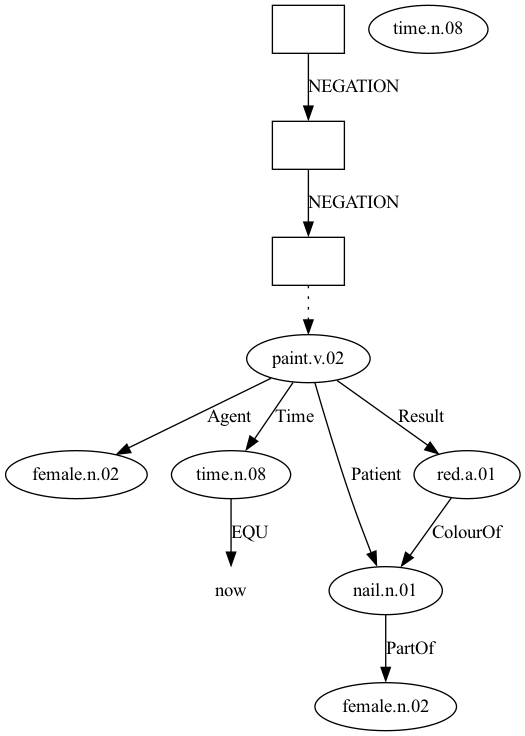 time.n.08
NEGATION
NEGATION
paint.v.02
Agent
Time
Patient
Result
female.n.02
time.n.08
red.a.01
EQU
ColourOf
now
nail.n.01
PartOf
female.n.02